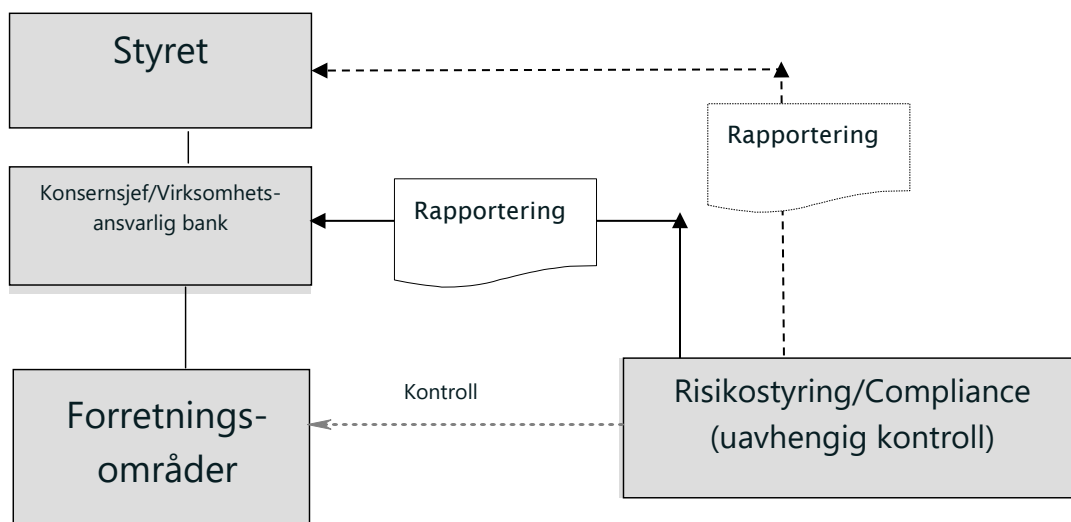 Styret
Rapportering
Konsernsjef/Virksomhets-
ansvarlig bank
Rapportering
Kontroll
Forretnings-
områder
Risikostyring/Compliance
(uavhengig kontroll)